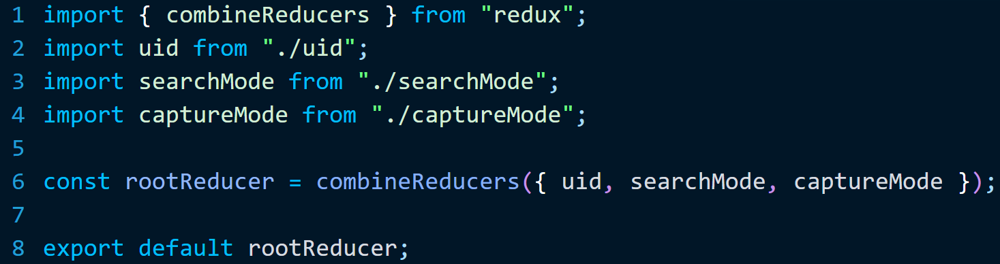 1 import { combineReducers } from "redux";
2 import uid from "./uid";
3 import searchMode from "./searchMode";
4 import captureMode from "./captureMode";
5
6 const rootReducer = combineReducers({ uid, searchMode, captureMode });
7
8 export default rootReducer;